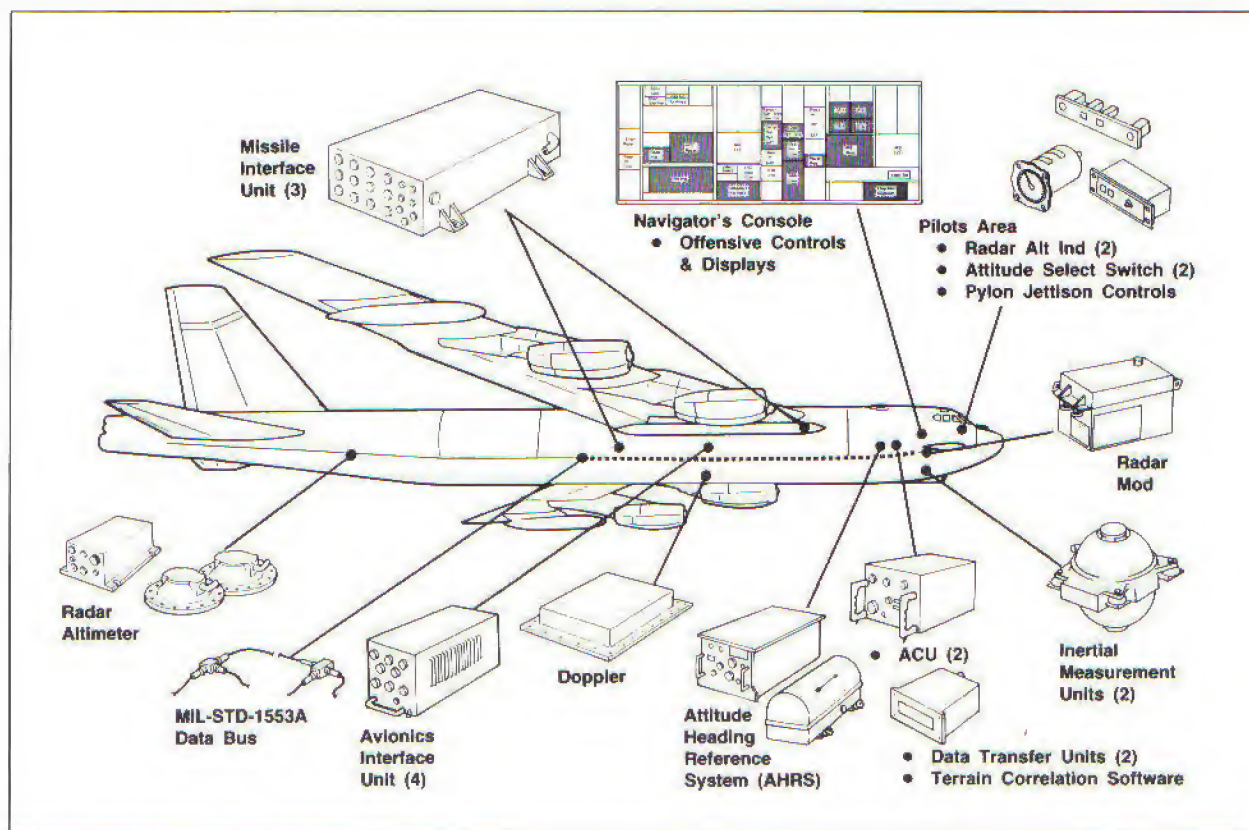 Missile
Interface
Unit (3)
Navigator's Console
● Offensive Controls
& Displays
Pilots Area
● Radar Alt Ind (2)
● Attitude Select Switch (2)
● Pylon Jettison Controls
Radar
Mod
Radar
Altimeter
MIL-STD-1553A
Data Bus
Avionics
Interface
Unit (4)
Doppler
Attitude
Heading
Reference
System (AHRS)
● ACU (2)
● Data Transfer Units (2)
● Terrain Correlation Software
Inertial
Measurement
Units (2)